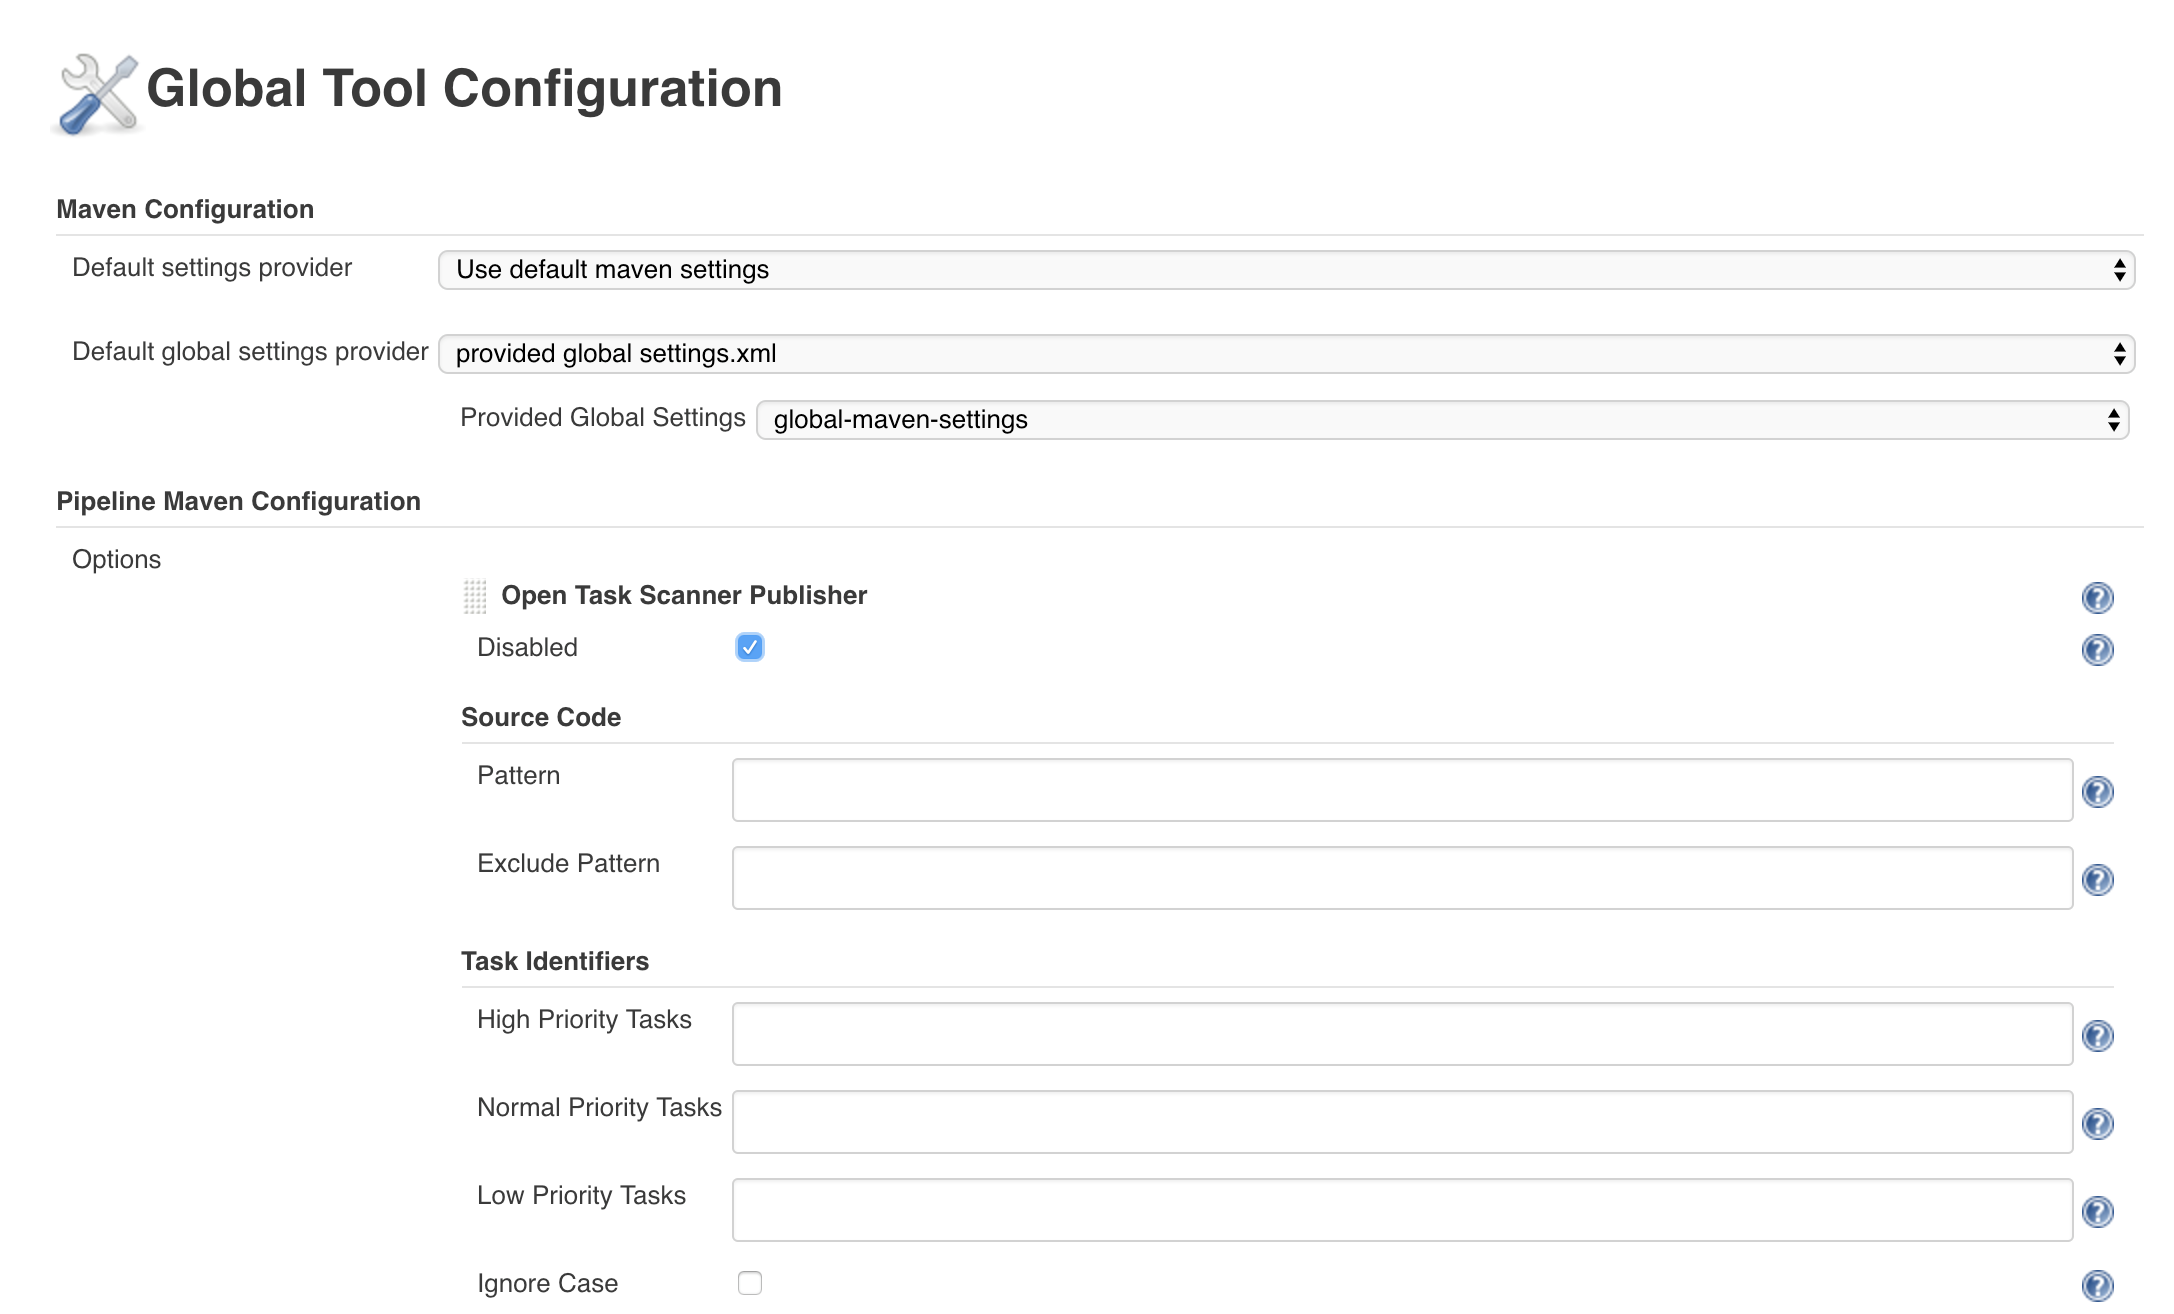 Global Tool Configuration
Maven Configuration
Default settings provider Use default maven settings
Default global settings provider provided global settings.xml
Provided Global Settings global-maven-settings
Pipeline Maven Configuration
Options
Open Task Scanner Publisher
Disabled
Source Code
Pattern
Exclude Pattern
Task Identifiers
High Priority Tasks
Normal Priority Tasks
Low Priority Tasks
Ignore Case